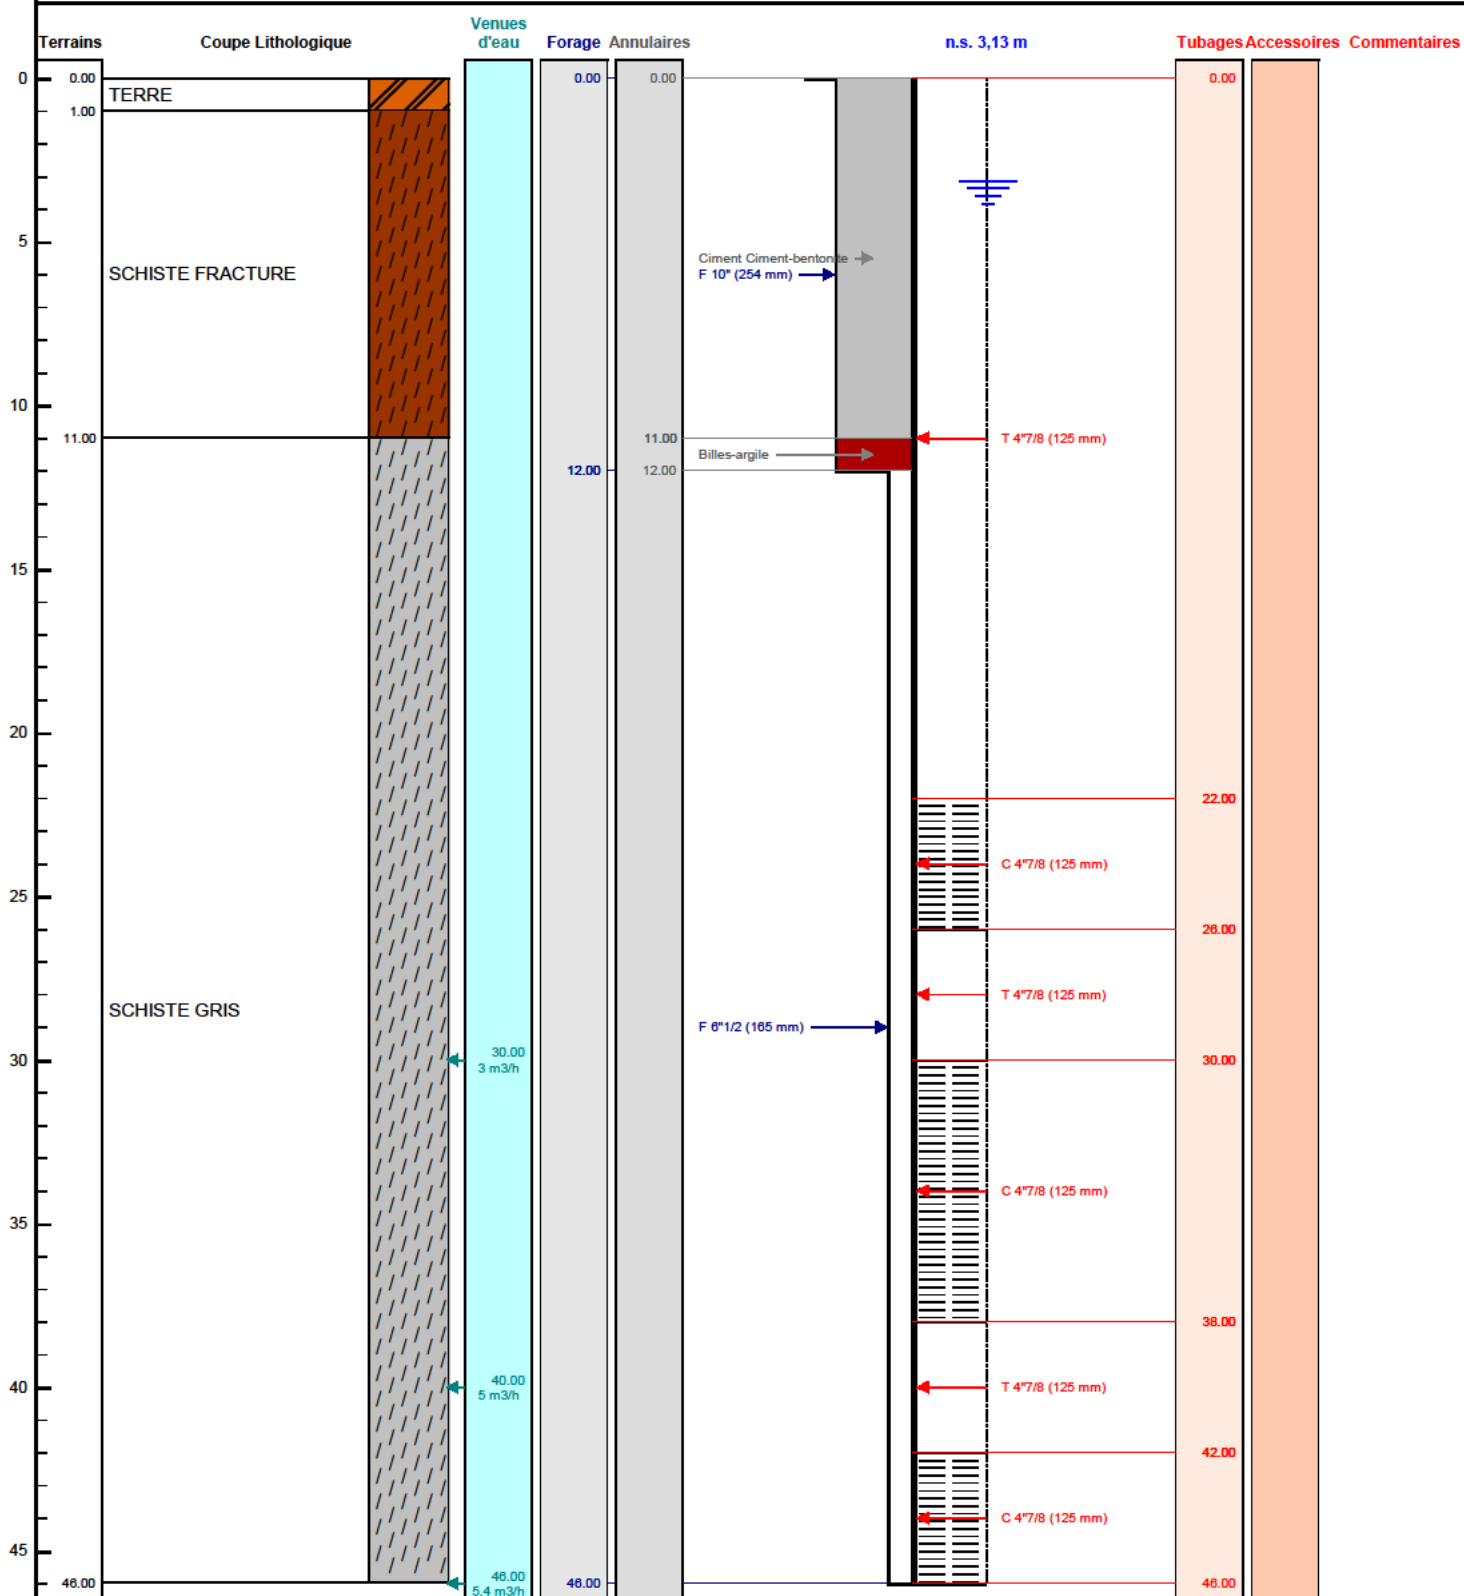 Venues
Terrains Coupe Lithologique d'eau Forage Annulaires n.s. 3,13 m Tubages Accessoires Commentaires
0 0.00 0.00 0.00 0.00
TERRE
1.00
5
Ciment Ciment-bentonite
SCHISTE FRACTURE F 10" (254 mm)
10
11.00 11.00 T 4"7/8 (125 mm)
Billes-argile
12.00 12.00
15
20
22.00
C 4"7/8 (125 mm)
25
26.00
T 4"7/8 (125 mm)
SCHISTE GRIS
F 6"1/2 (165 mm)
30.00
30 30.00
3 m3/h
C 4"7/8 (125 mm)
35
38.00
40.00
40 T 4"7/8 (125 mm)
5 m3/h
42.00
C 4"7/8 (125 mm)
45
46.00
46.00 46.00 46.00
5.4 m3/h